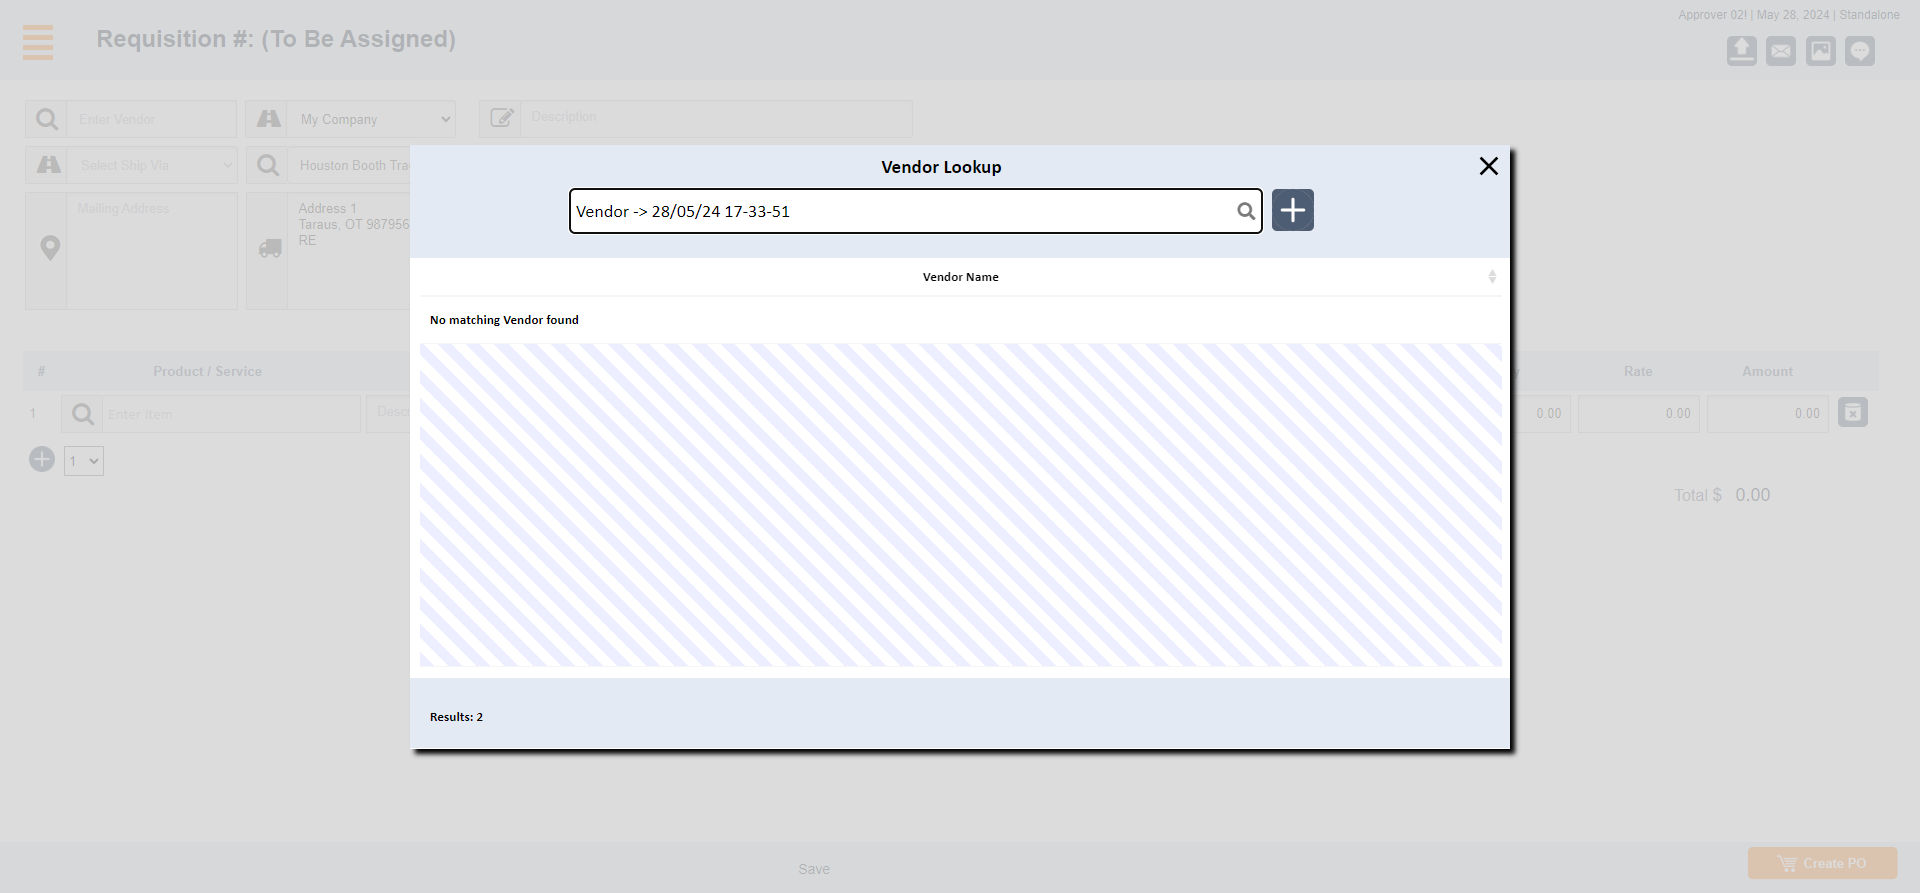 Approver 02! | May 28, 2024 | Standalone
Requisition #: (To Be Assigned)
Enter Vendor
My Company
Description
Select Ship Via
Houston Booth Tra
Mailing Address
Address 1
Taraus, OT 987956
RE
Vendor Lookup
Vendor -> 28/05/24 17-33-51
Vendor Name
No matching Vendor found
Results: 2
# Product / Service y Rate Amount
1 Enter Item Desc 0.00 0.00 0.00
1
Total $ 0.00
Save
Create PO